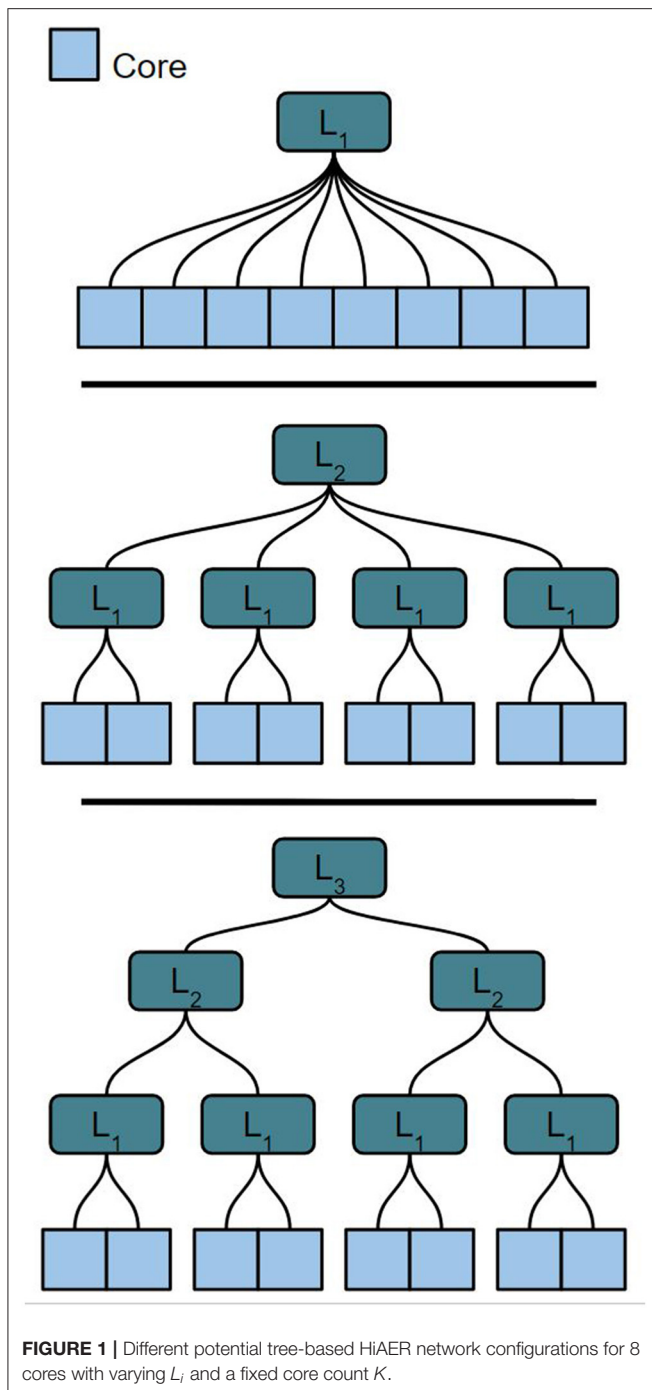 Core
L1
L2
L1 L1 L1 L1
L3
L2 L2
L1 L1 L1 L1
FIGURE 1 | Different potential tree-based HiAER network configurations for 8
cores with varying Li and a fixed core count K.